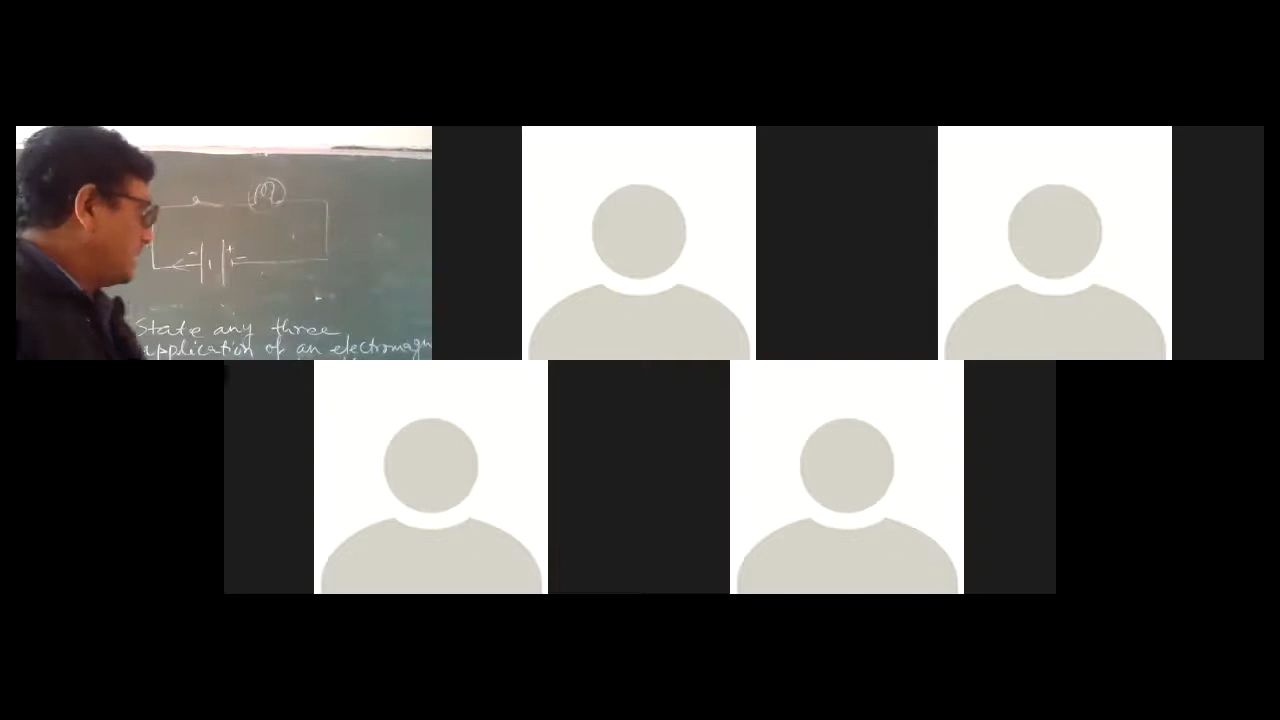 State any three
application of an electromagn